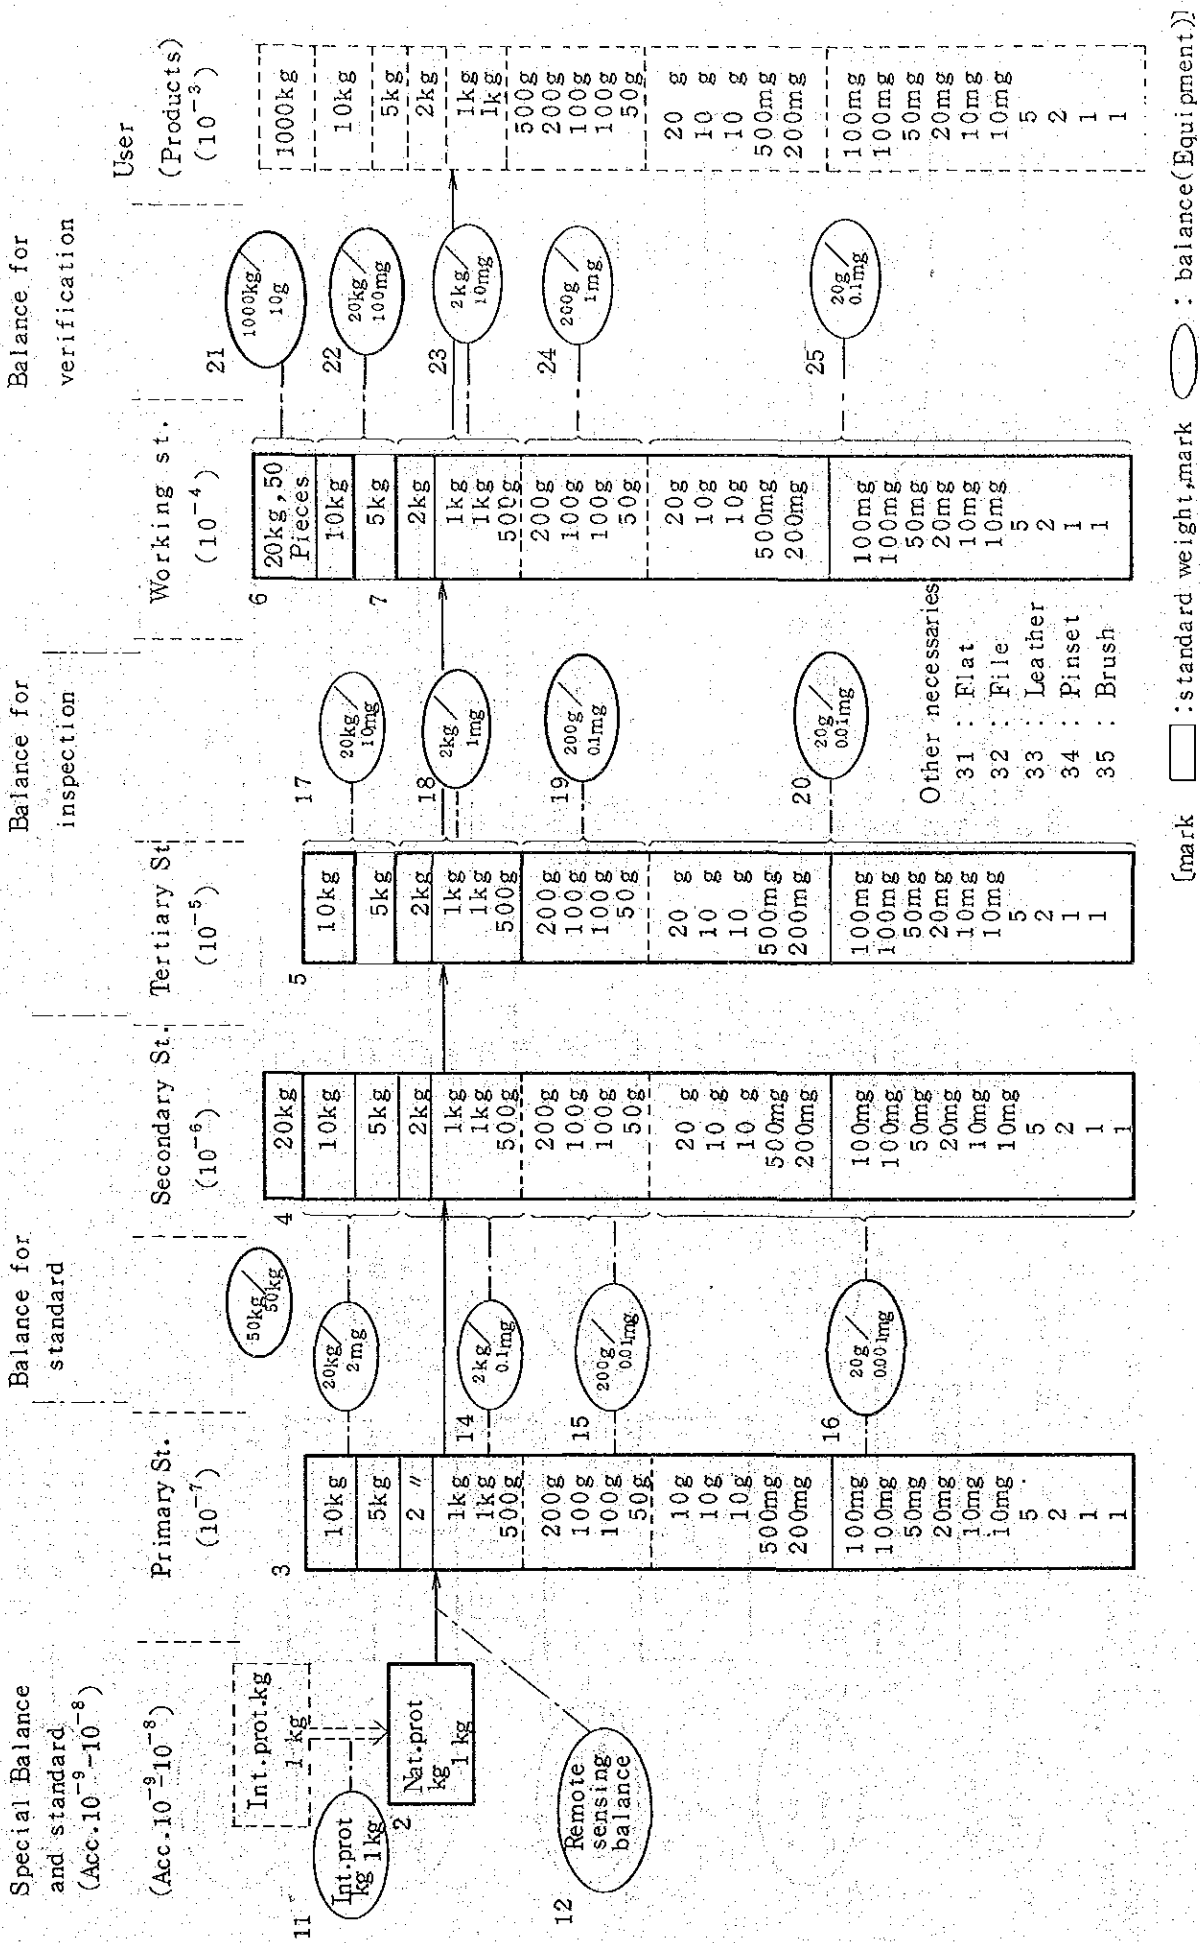 Special Balance
and standard
(Acc.10⁻⁹-10⁻⁸)
Balance for
standard
Balance for
inspection
Balance for
verification
(Acc.10⁻⁹-10⁻⁸)
Primary St.
(10⁻⁷)
Secondary St.
(10⁻⁶)
Tertiary St
(10⁻⁵)
Working st.
(10⁻⁴)
User
(Products)
(10⁻³)
Int.prot.kg
1 kg
11
Int.prot
kg 1kg
2
Nat.prot
kg
1 kg
12
Remote
sensing
balance
3
10kg
5kg
2 〃
1kg
1kg
500g
200g
100g
100g
50g
10g
10g
10g
500mg
200mg
100mg
100mg
50mg
20mg
10mg
10mg.
5
2
1
1
50kg/
50kg
20kg/
2mg
14
2kg/
0.1mg
15
200g/
0.01mg
16
20g/
0.001mg
4
20kg
10kg
5kg
2kg
1kg
1kg
500g
200g
100g
100g
50g
20 g
10 g
10 g
500mg
200mg
100mg
100mg
50mg
20mg
10mg
10mg
5
2
1
1
5
10kg
5kg
2kg
1kg
1kg
500g
200g
100g
100g
50g
20 g
10 g
10 g
500mg
200mg
100mg
100mg
50mg
20mg
10mg
10mg
5
2
1
1
17
20kg/
10mg
18
2kg/
1mg
19
200g/
0.1mg
20
20g/
0.01mg
Other necessaries
31 : Flat
32 : File
33 : Leather
34 : Pinset
35 : Brush
6
20kg,50
Pieces
10kg
7
5kg
2kg
1kg
1kg
500g
200g
100g
100g
50g
20g
10g
10g
500mg
200mg
100mg
100mg
50mg
20mg
10mg
10mg
5
2
1
1
21
1000kg/
10g
22
20kg/
100mg
23
2kg/
10mg
24
200g/
1mg
25
20g/
0.1mg
1000kg
10kg
5kg
2kg
1kg
1kg
500g
200g
100g
100g
50g
20 g
10 g
10 g
500mg
200mg
100mg
100mg
50mg
20mg
10mg
10mg
5
2
1
1
[mark :standard weight,mark : balance(Equipment.)]